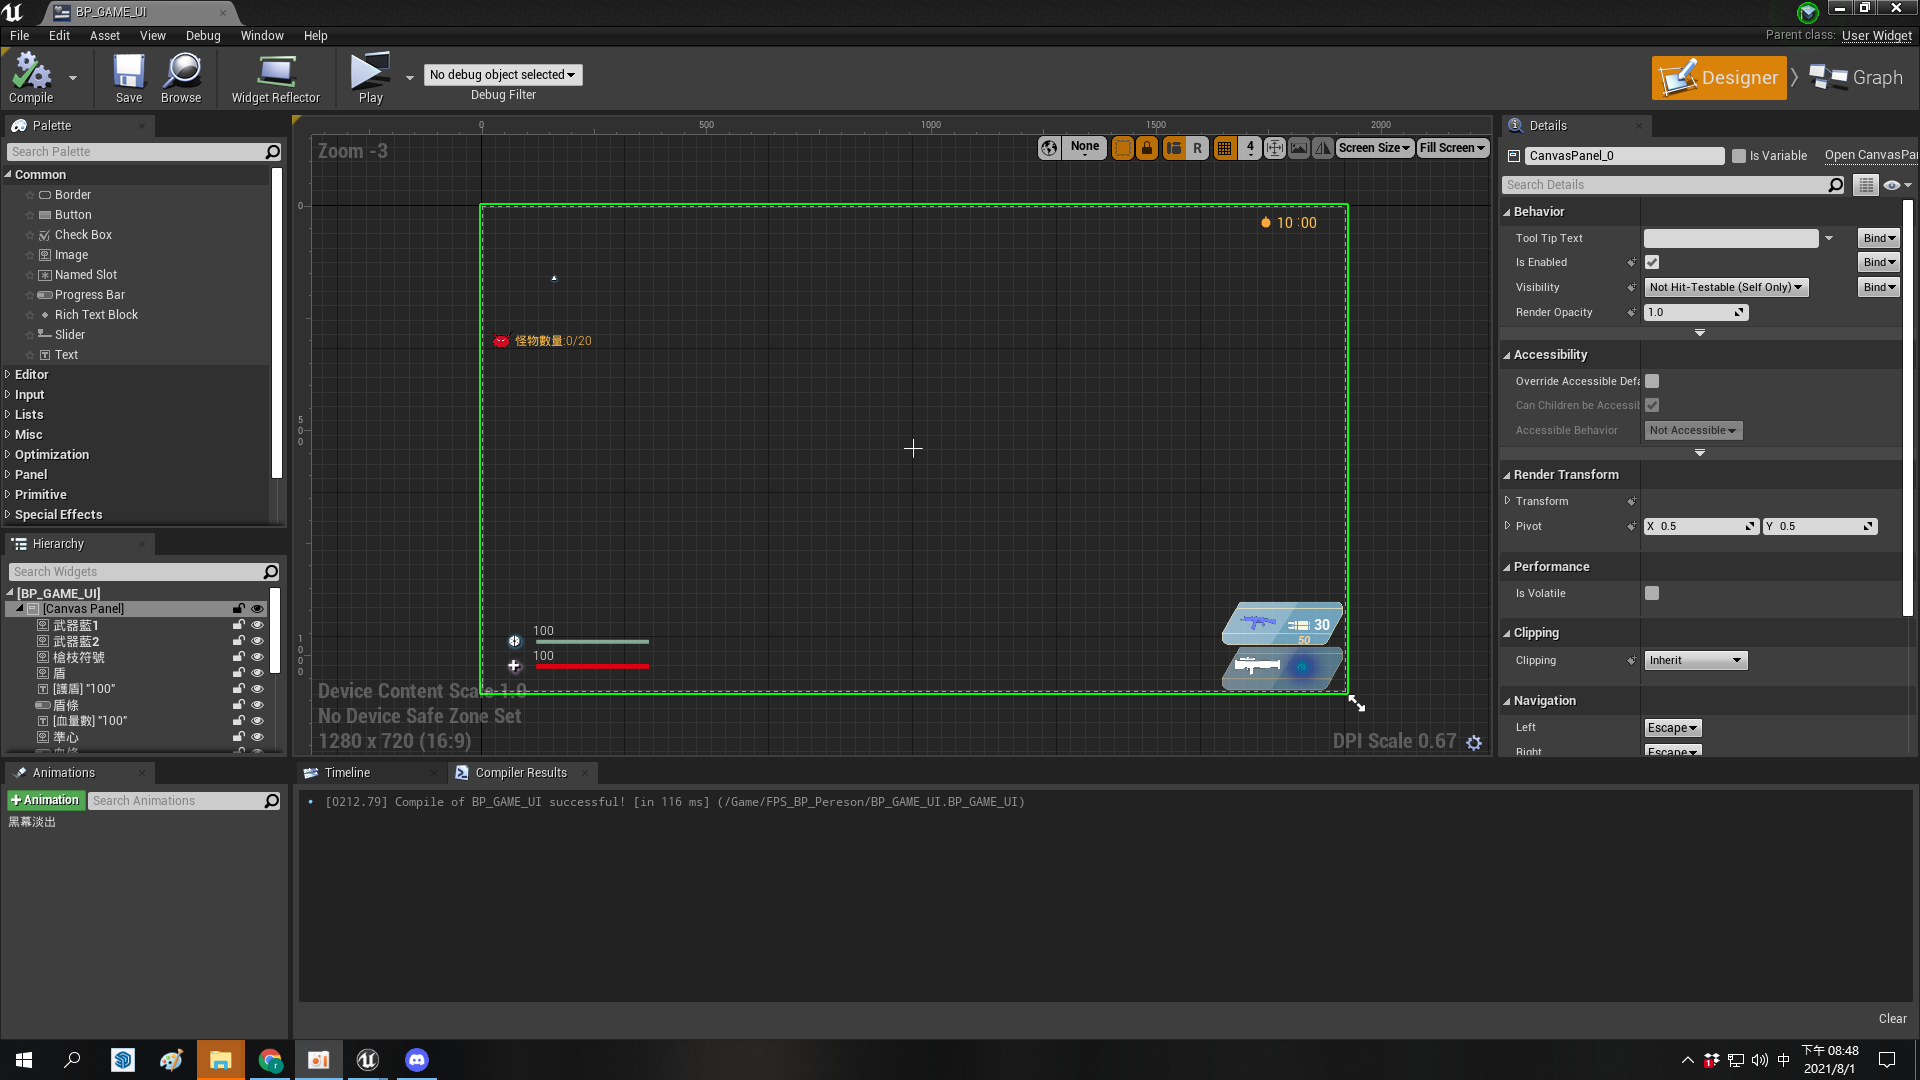 BP_GAME_UI
File Edit Asset View Debug Window Help
Parent class: User Widget
Compile
Save
Browse
Widget Reflector
Play
No debug object selected
Debug Filter
Designer
Graph
Palette
Search Palette
Common
Border
Button
Check Box
Image
Named Slot
Progress Bar
Rich Text Block
Slider
Text
Editor
Input
Lists
Misc
Optimization
Panel
Primitive
Special Effects
Hierarchy
Search Widgets
[BP_GAME_UI]
[Canvas Panel]
武器藍1
武器藍2
槍枝符號
盾
[護盾] "100"
盾條
[血量數] "100"
準心
Animations
+Animation
Search Animations
黑幕淡出
0 500 1000 1500 2000
0
500
1000
Zoom -3
None
R
4
Screen Size
Fill Screen
10 :00
怪物數量:0/20
100
100
30
50
Device Content Scale 1.0
No Device Safe Zone Set
1280 x 720 (16:9)
DPI Scale 0.67
Timeline
Compiler Results
[0212.79] Compile of BP_GAME_UI successful! [in 116 ms] (/Game/FPS_BP_Pereson/BP_GAME_UI.BP_GAME_UI)
Clear
Details
CanvasPanel_0
Is Variable
Open CanvasPar
Search Details
Behavior
Tool Tip Text
Bind
Is Enabled
Bind
Visibility
Not Hit-Testable (Self Only)
Bind
Render Opacity
1.0
Accessibility
Override Accessible Defa
Can Children be Accessib
Accessible Behavior
Not Accessible
Render Transform
Transform
Pivot
X 0.5
Y 0.5
Performance
Is Volatile
Clipping
Clipping
Inherit
Navigation
Left
Escape
Right
Escape
中
下午 08:48
2021/8/1